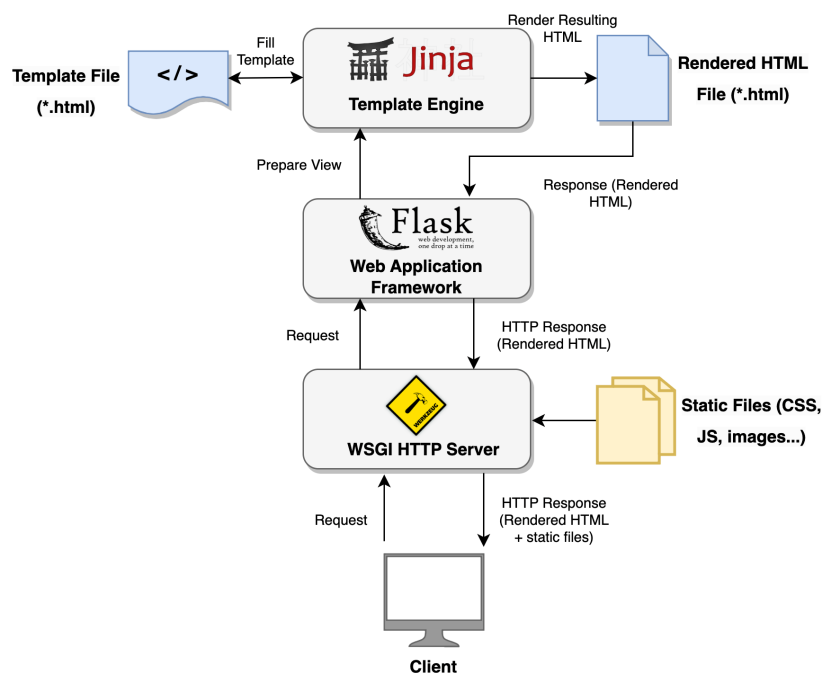 Fill
Template
Render Resulting
HTML
Template File
(*.html)
</>
Jinja
Template Engine
Rendered HTML
File (*.html)
Prepare View
Response (Rendered
HTML)
Flask
web development,
one drop at a time
Web Application
Framework
Request
HTTP Response
(Rendered HTML)
WERKZEUG
WSGI HTTP Server
Static Files (CSS,
JS, images...)
Request
HTTP Response
(Rendered HTML
+ static files)
Client